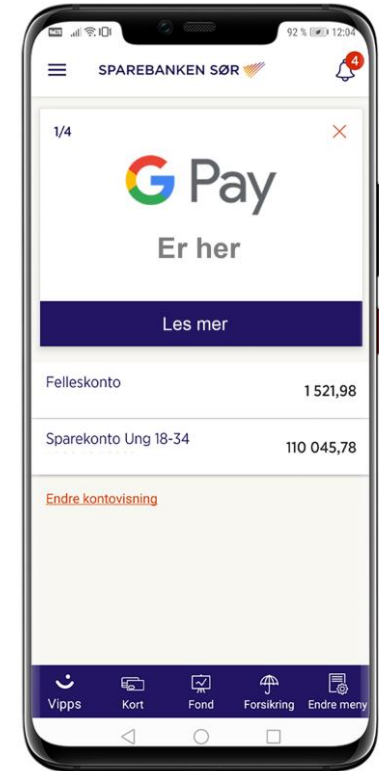 92 % 12:04
SPAREBANKEN SØR
4
1/4
G Pay
Er her
Les mer
Felleskonto
1 521,98
Sparekonto Ung 18-34
110 045,78
Endre kontovisning
Vipps Kort Fond Forsikring Endre meny